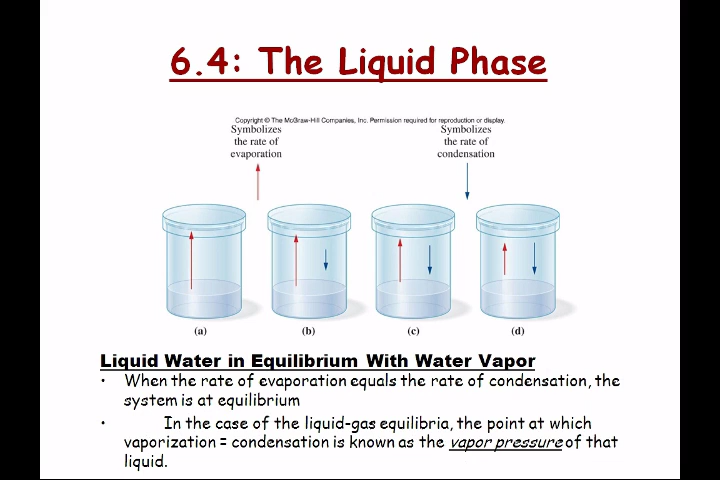 6.4: The Liquid Phase
Copyright © The McGraw-Hill Companies, Inc. Permission required for reproduction or display.
Symbolizes
the rate of
evaporation
Symbolizes
the rate of
condensation
(a)
(b)
(c)
(d)
Liquid Water in Equilibrium With Water Vapor
• When the rate of evaporation equals the rate of condensation, the
system is at equilibrium
• In the case of the liquid-gas equilibria, the point at which
vaporization = condensation is known as the vapor pressure of that
liquid.